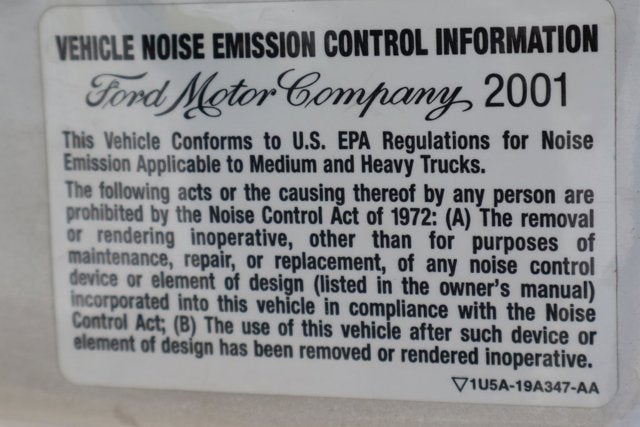 VEHICLE NOISE EMISSION CONTROL INFORMATION
Ford Motor Company 2001
This Vehicle Conforms to U.S. EPA Regulations for Noise
Emission Applicable to Medium and Heavy Trucks.
The following acts or the causing thereof by any person are
prohibited by the Noise Control Act of 1972: (A) The removal
or rendering inoperative, other than for purposes of
maintenance, repair, or replacement, of any noise control
device or element of design (listed in the owner's manual)
incorporated into this vehicle in compliance with the Noise
Control Act; (B) The use of this vehicle after such device or
element of design has been removed or rendered inoperative.
▽1U5A-19A347-AA